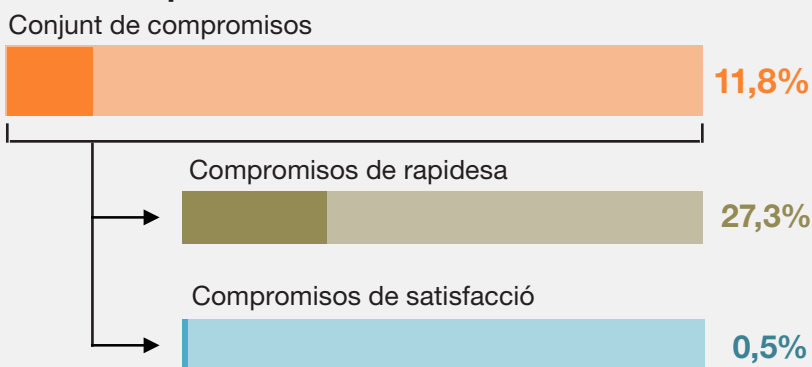 Conjunt de compromisos
11,8%
Compromisos de rapidesa
27,3%
Compromisos de satisfacció
0,5%